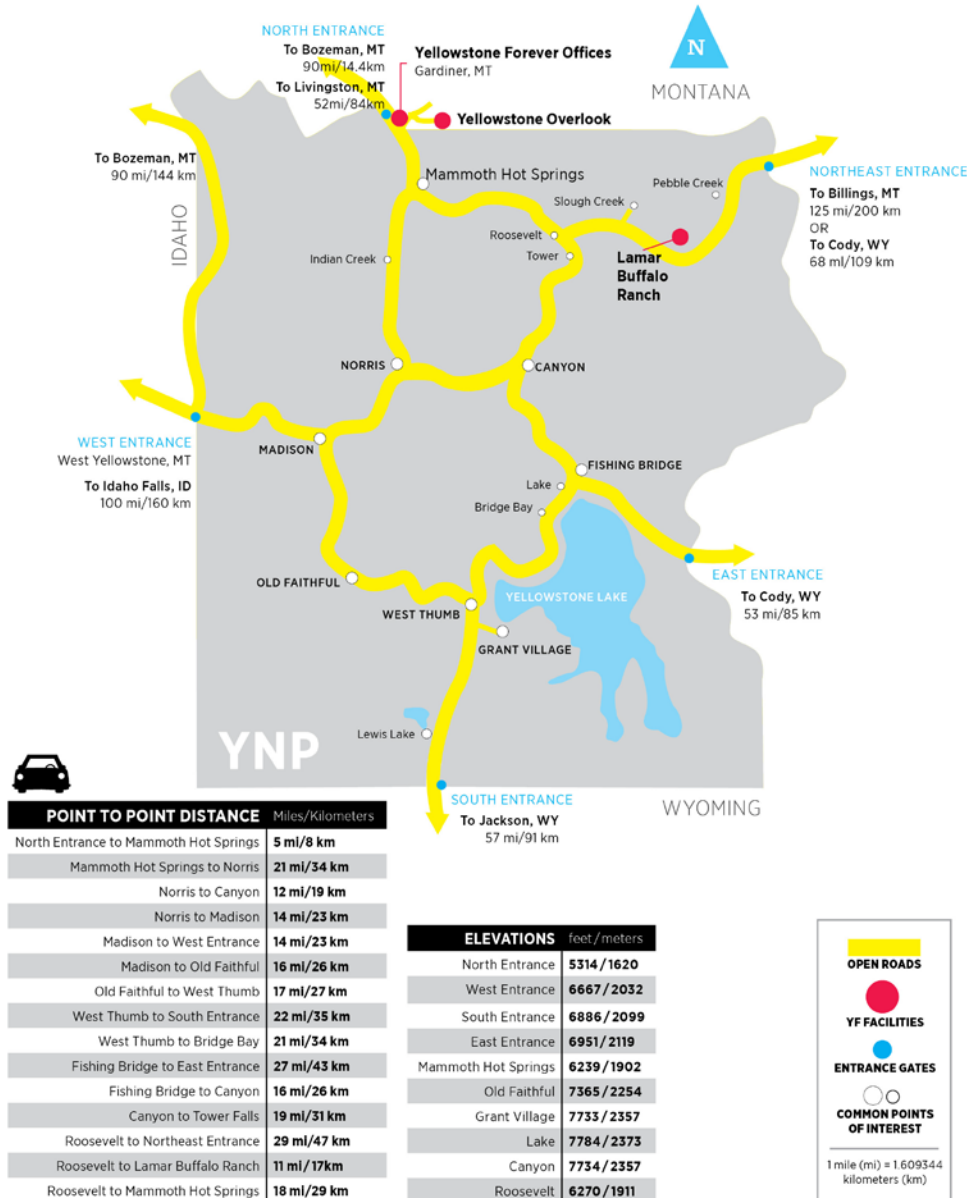 NORTH ENTRANCE
To Bozeman, MT
90mi/14.4km
To Livingston, MT
52mi/84km
Yellowstone Forever Offices
Gardiner, MT
Yellowstone Overlook
N
MONTANA
To Bozeman, MT
90 mi/144 km
IDAHO
Mammoth Hot Springs
Pebble Creek
Slough Creek
Roosevelt
Tower
Indian Creek
Lamar
Buffalo
Ranch
NORTHEAST ENTRANCE
To Billings, MT
125 mi/200 km
OR
To Cody, WY
68 ml/109 km
NORRIS
CANYON
WEST ENTRANCE
West Yellowstone, MT
To Idaho Falls, ID
100 mi/160 km
MADISON
FISHING BRIDGE
Lake
Bridge Bay
OLD FAITHFUL
WEST THUMB
YELLOWSTONE LAKE
GRANT VILLAGE
EAST ENTRANCE
To Cody, WY
53 mi/85 km
Lewis Lake
YNP
SOUTH ENTRANCE
To Jackson, WY
57 mi/91 km
WYOMING
POINT TO POINT DISTANCE Miles/Kilometers
North Entrance to Mammoth Hot Springs 5 mi/8 km
Mammoth Hot Springs to Norris 21 mi/34 km
Norris to Canyon 12 mi/19 km
Norris to Madison 14 mi/23 km
Madison to West Entrance 14 mi/23 km
Madison to Old Faithful 16 mi/26 km
Old Faithful to West Thumb 17 mi/27 km
West Thumb to South Entrance 22 mi/35 km
West Thumb to Bridge Bay 21 mi/34 km
Fishing Bridge to East Entrance 27 mi/43 km
Fishing Bridge to Canyon 16 mi/26 km
Canyon to Tower Falls 19 mi/31 km
Roosevelt to Northeast Entrance 29 mi/47 km
Roosevelt to Lamar Buffalo Ranch 11 mi/17km
Roosevelt to Mammoth Hot Springs 18 mi/29 km
ELEVATIONS feet/meters
North Entrance 5314/1620
West Entrance 6667/2032
South Entrance 6886/2099
East Entrance 6951/2119
Mammoth Hot Springs 6239/1902
Old Faithful 7365/2254
Grant Village 7733/2357
Lake 7784/2373
Canyon 7734/2357
Roosevelt 6270/1911
OPEN ROADS
YF FACILITIES
ENTRANCE GATES
COMMON POINTS
OF INTEREST
1 mile (mi) = 1.609344
kilometers (km)